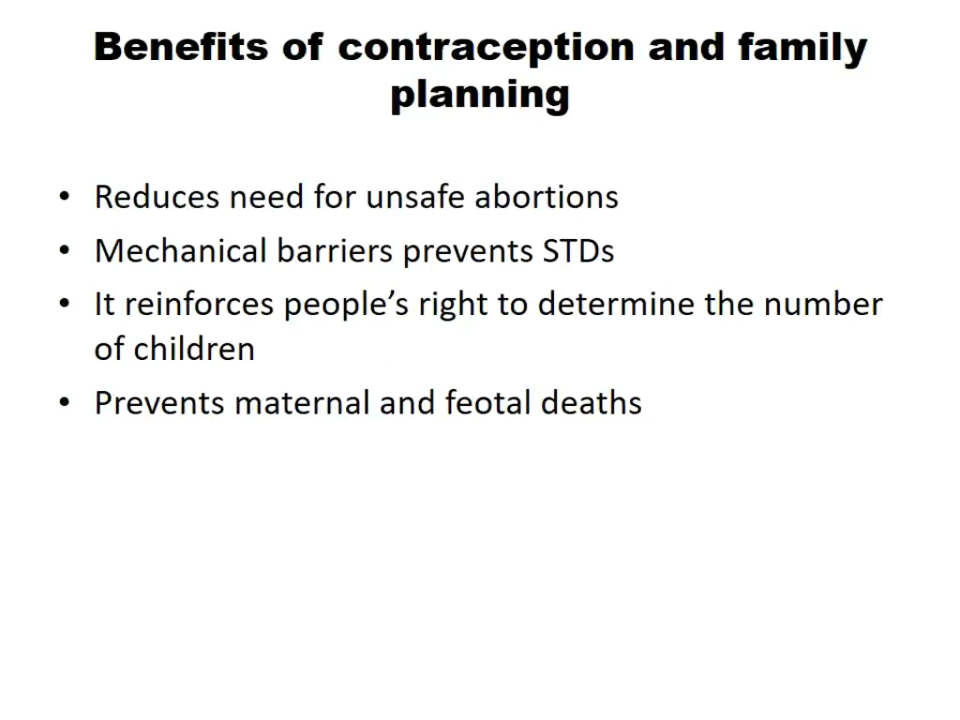 Benefits of contraception and family
planning
• Reduces need for unsafe abortions
• Mechanical barriers prevents STDs
• It reinforces people’s right to determine the number
of children
• Prevents maternal and feotal deaths